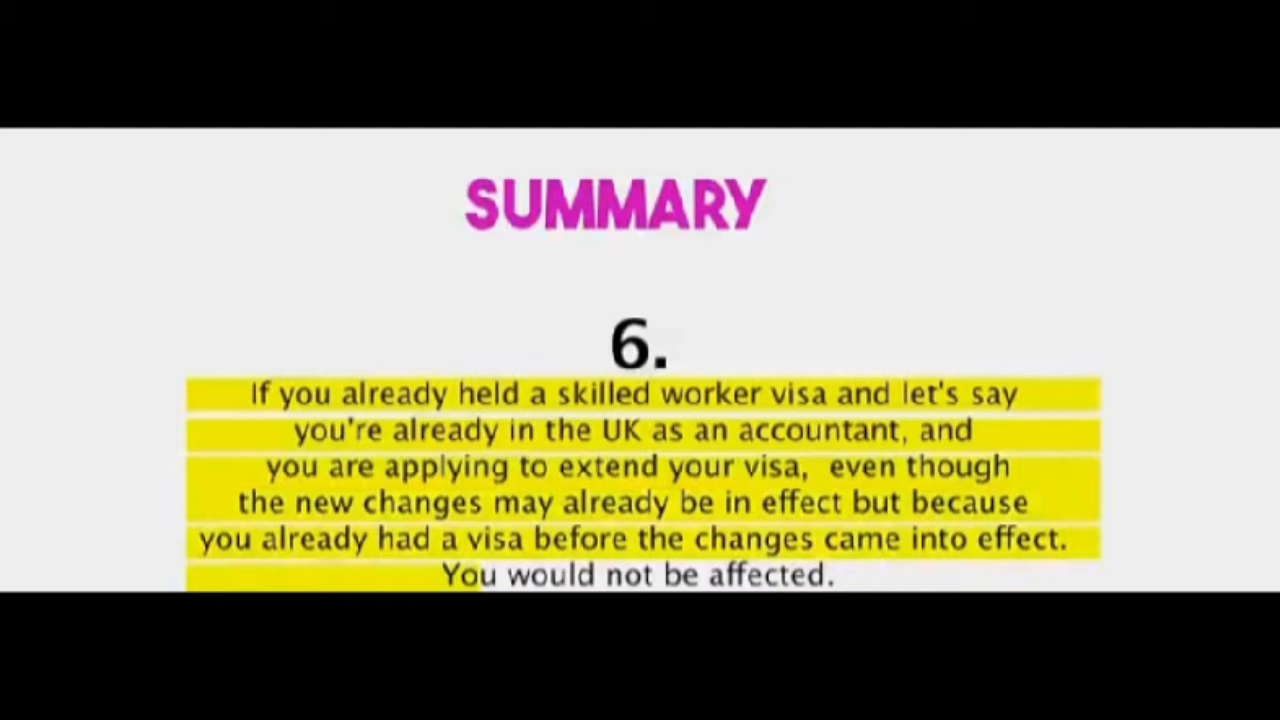 SUMMARY
6.
If you already held a skilled worker visa and let's say
you're already in the UK as an accountant, and
you are applying to extend your visa,  even though
the new changes may already be in effect but because
you already had a visa before the changes came into effect.
You would not be affected.